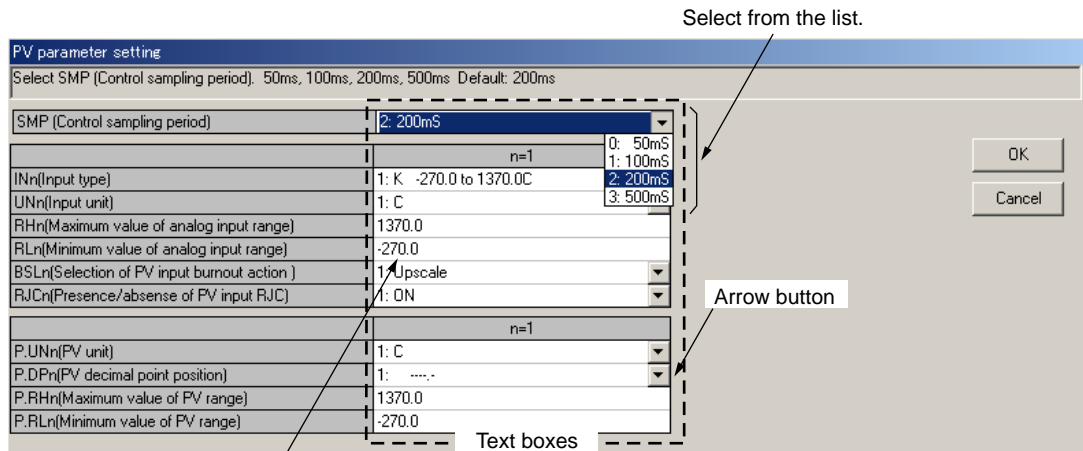 Select from the list.
PV parameter setting
Select SMP (Control sampling period). 50ms, 100ms, 200ms, 500ms Default: 200ms
SMP (Control sampling period) 2: 200mS
0: 50mS
1: 100mS
2: 200mS
3: 500mS
n=1
INn(Input type) 1: K -270.0 to 1370.0C
UNn(Input unit) 1: C
RHn(Maximum value of analog input range) 1370.0
RLn(Minimum value of analog input range) -270.0
BSLn(Selection of PV input burnout action ) 1: Upscale
RJCn(Presence/absense of PV input RJC) 1: ON
OK
Cancel
Arrow button
n=1
P.UNn(PV unit) 1: C
P.DPn(PV decimal point position) 1: ----.-
P.RHn(Maximum value of PV range) 1370.0
P.RLn(Minimum value of PV range) -270.0
Text boxes